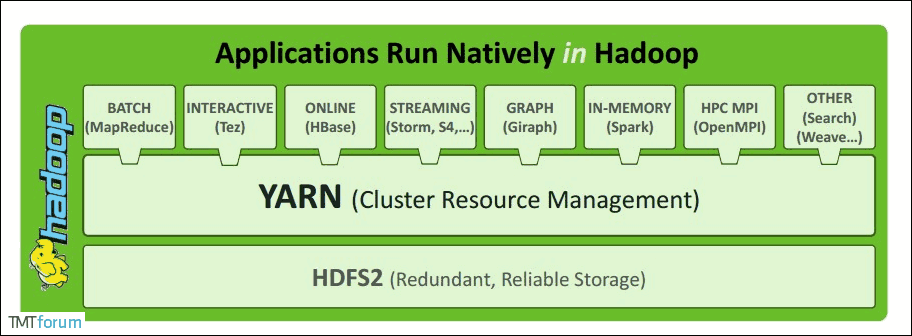 Applications Run Natively in Hadoop
BATCH
(MapReduce)
INTERACTIVE
(Tez)
ONLINE
(HBase)
STREAMING
(Storm, S4,...)
GRAPH
(Giraph)
IN-MEMORY
(Spark)
HPC MPI
(OpenMPI)
OTHER
(Search)
(Weave...)
hadoop
YARN (Cluster Resource Management)
HDFS2 (Redundant, Reliable Storage)
TMTforum